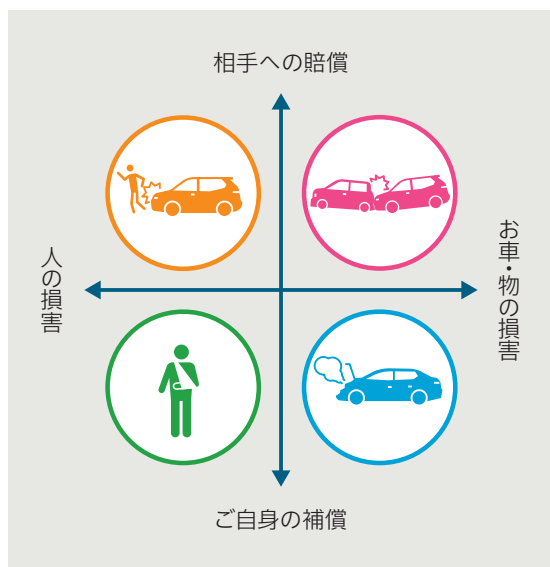 相手への賠償
人の損害
お車・物の損害
ご自身の補償